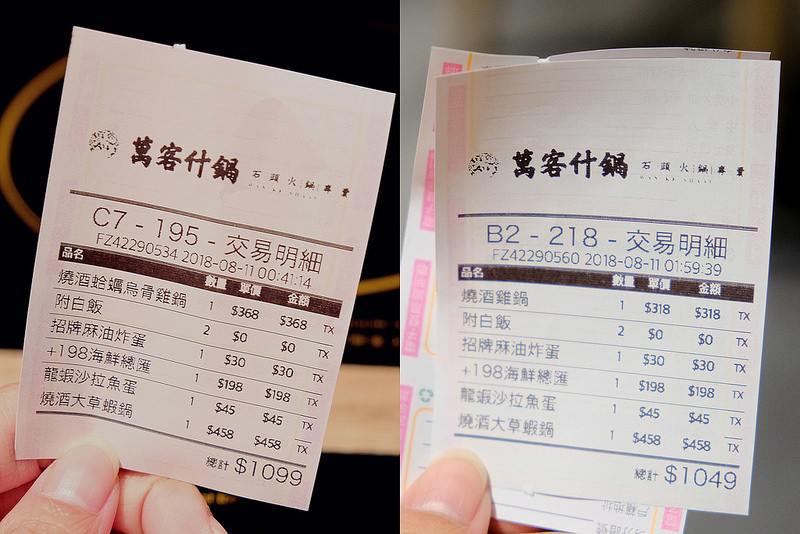 萬客什鍋 石頭火鍋專賣
C7 - 195 - 交易明細
FZ42290534 2018-08-11 00:41:14
品名 數量 單價 金額
燒酒蛤蠣烏骨雞鍋 1 $368 $368 TX
附白飯 2 $0 $0 TX
招牌麻油炸蛋 1 $30 $30 TX
+198海鮮總匯 1 $198 $198 TX
龍蝦沙拉魚蛋 1 $45 $45 TX
燒酒大草蝦鍋 1 $458 $458 TX
總計 $1099
萬客什鍋 石頭火鍋專賣
B2 - 218 - 交易明細
FZ42290560 2018-08-11 01:59:39
品名 數量 單價 金額
燒酒雞鍋 1 $318 $318 TX
附白飯 2 $0 $0 TX
招牌麻油炸蛋 1 $30 $30 TX
+198海鮮總匯 1 $198 $198 TX
龍蝦沙拉魚蛋 1 $45 $45 TX
燒酒大草蝦鍋 1 $458 $458 TX
總計 $1049